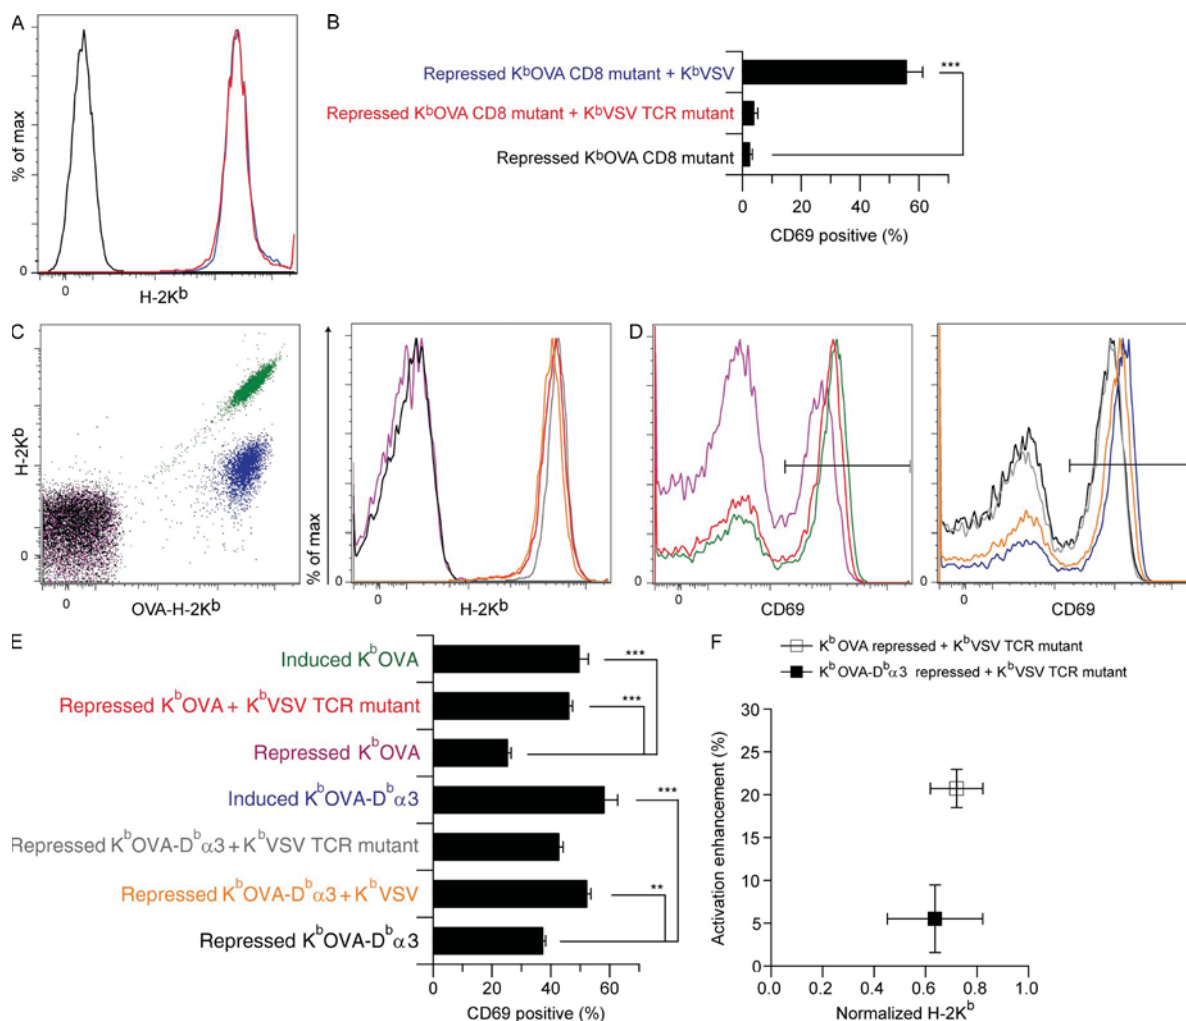 A
% of max
0
0
H-2Kᵇ
B
Repressed KᵇOVA CD8 mutant + KᵇVSV
Repressed KᵇOVA CD8 mutant + KᵇVSV TCR mutant
Repressed KᵇOVA CD8 mutant
***
0 20 40 60
CD69 positive (%)
C
H-2Kᵇ
0
0
OVA-H-2Kᵇ
% of max
0
0
H-2Kᵇ
D
0
0
CD69
0
0
CD69
E
Induced KᵇOVA
Repressed KᵇOVA + KᵇVSV TCR mutant
Repressed KᵇOVA
Induced KᵇOVA-Dᵇα3
Repressed KᵇOVA-Dᵇα3 + KᵇVSV TCR mutant
Repressed KᵇOVA-Dᵇα3 + KᵇVSV
Repressed KᵇOVA-Dᵇα3
***
***
***
**
0 20 40 60
CD69 positive (%)
F
KᵇOVA repressed + KᵇVSV TCR mutant
KᵇOVA-Dᵇα3 repressed + KᵇVSV TCR mutant
Activation enhancement (%)
30
25
20
15
10
5
0
0.0 0.2 0.4 0.6 0.8 1.0
Normalized H-2Kᵇ